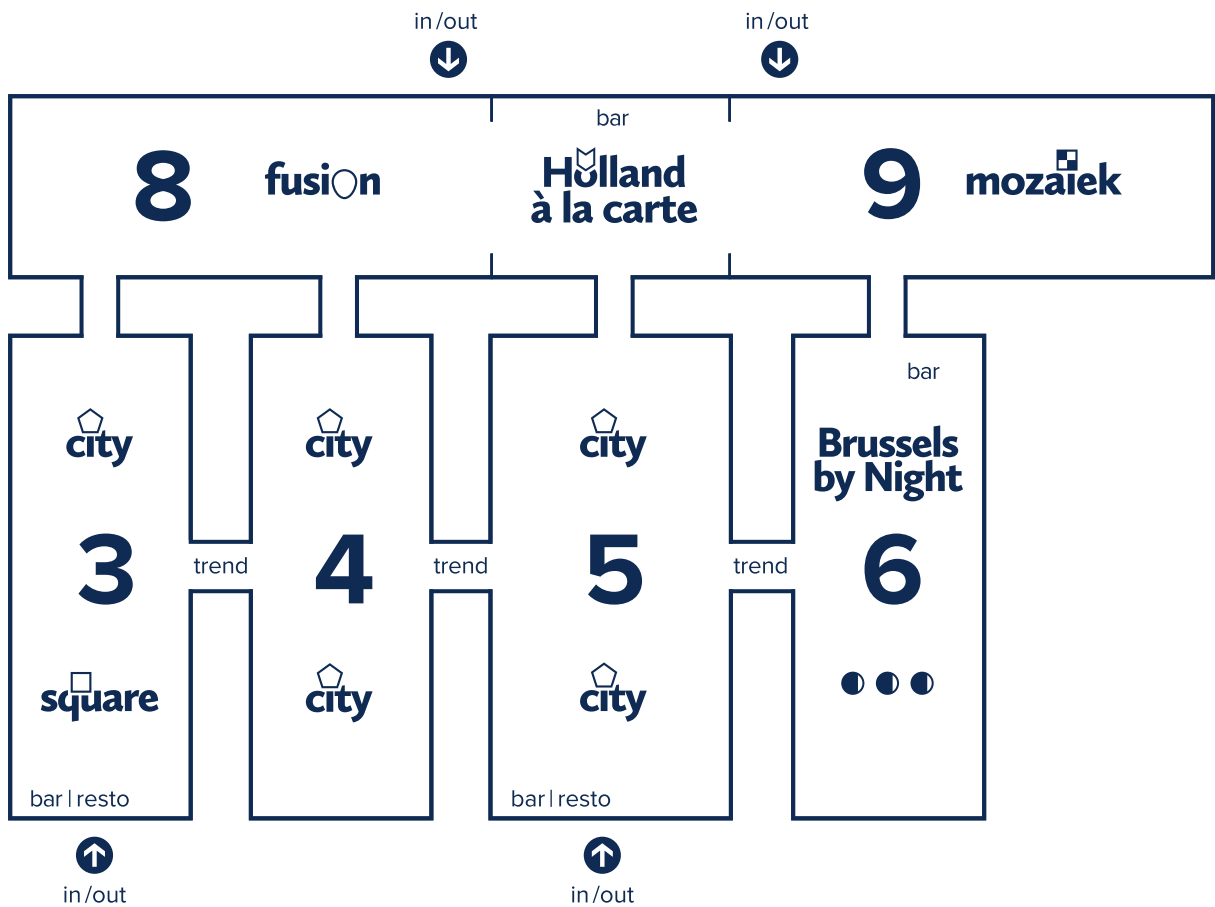 in/out
in/out
bar
8
fusion
Holland
à la carte
9
mozaïek
bar
city
city
city
Brussels
by Night
3
trend
4
trend
5
trend
6
square
city
city
bar|resto
bar|resto
in/out
in/out